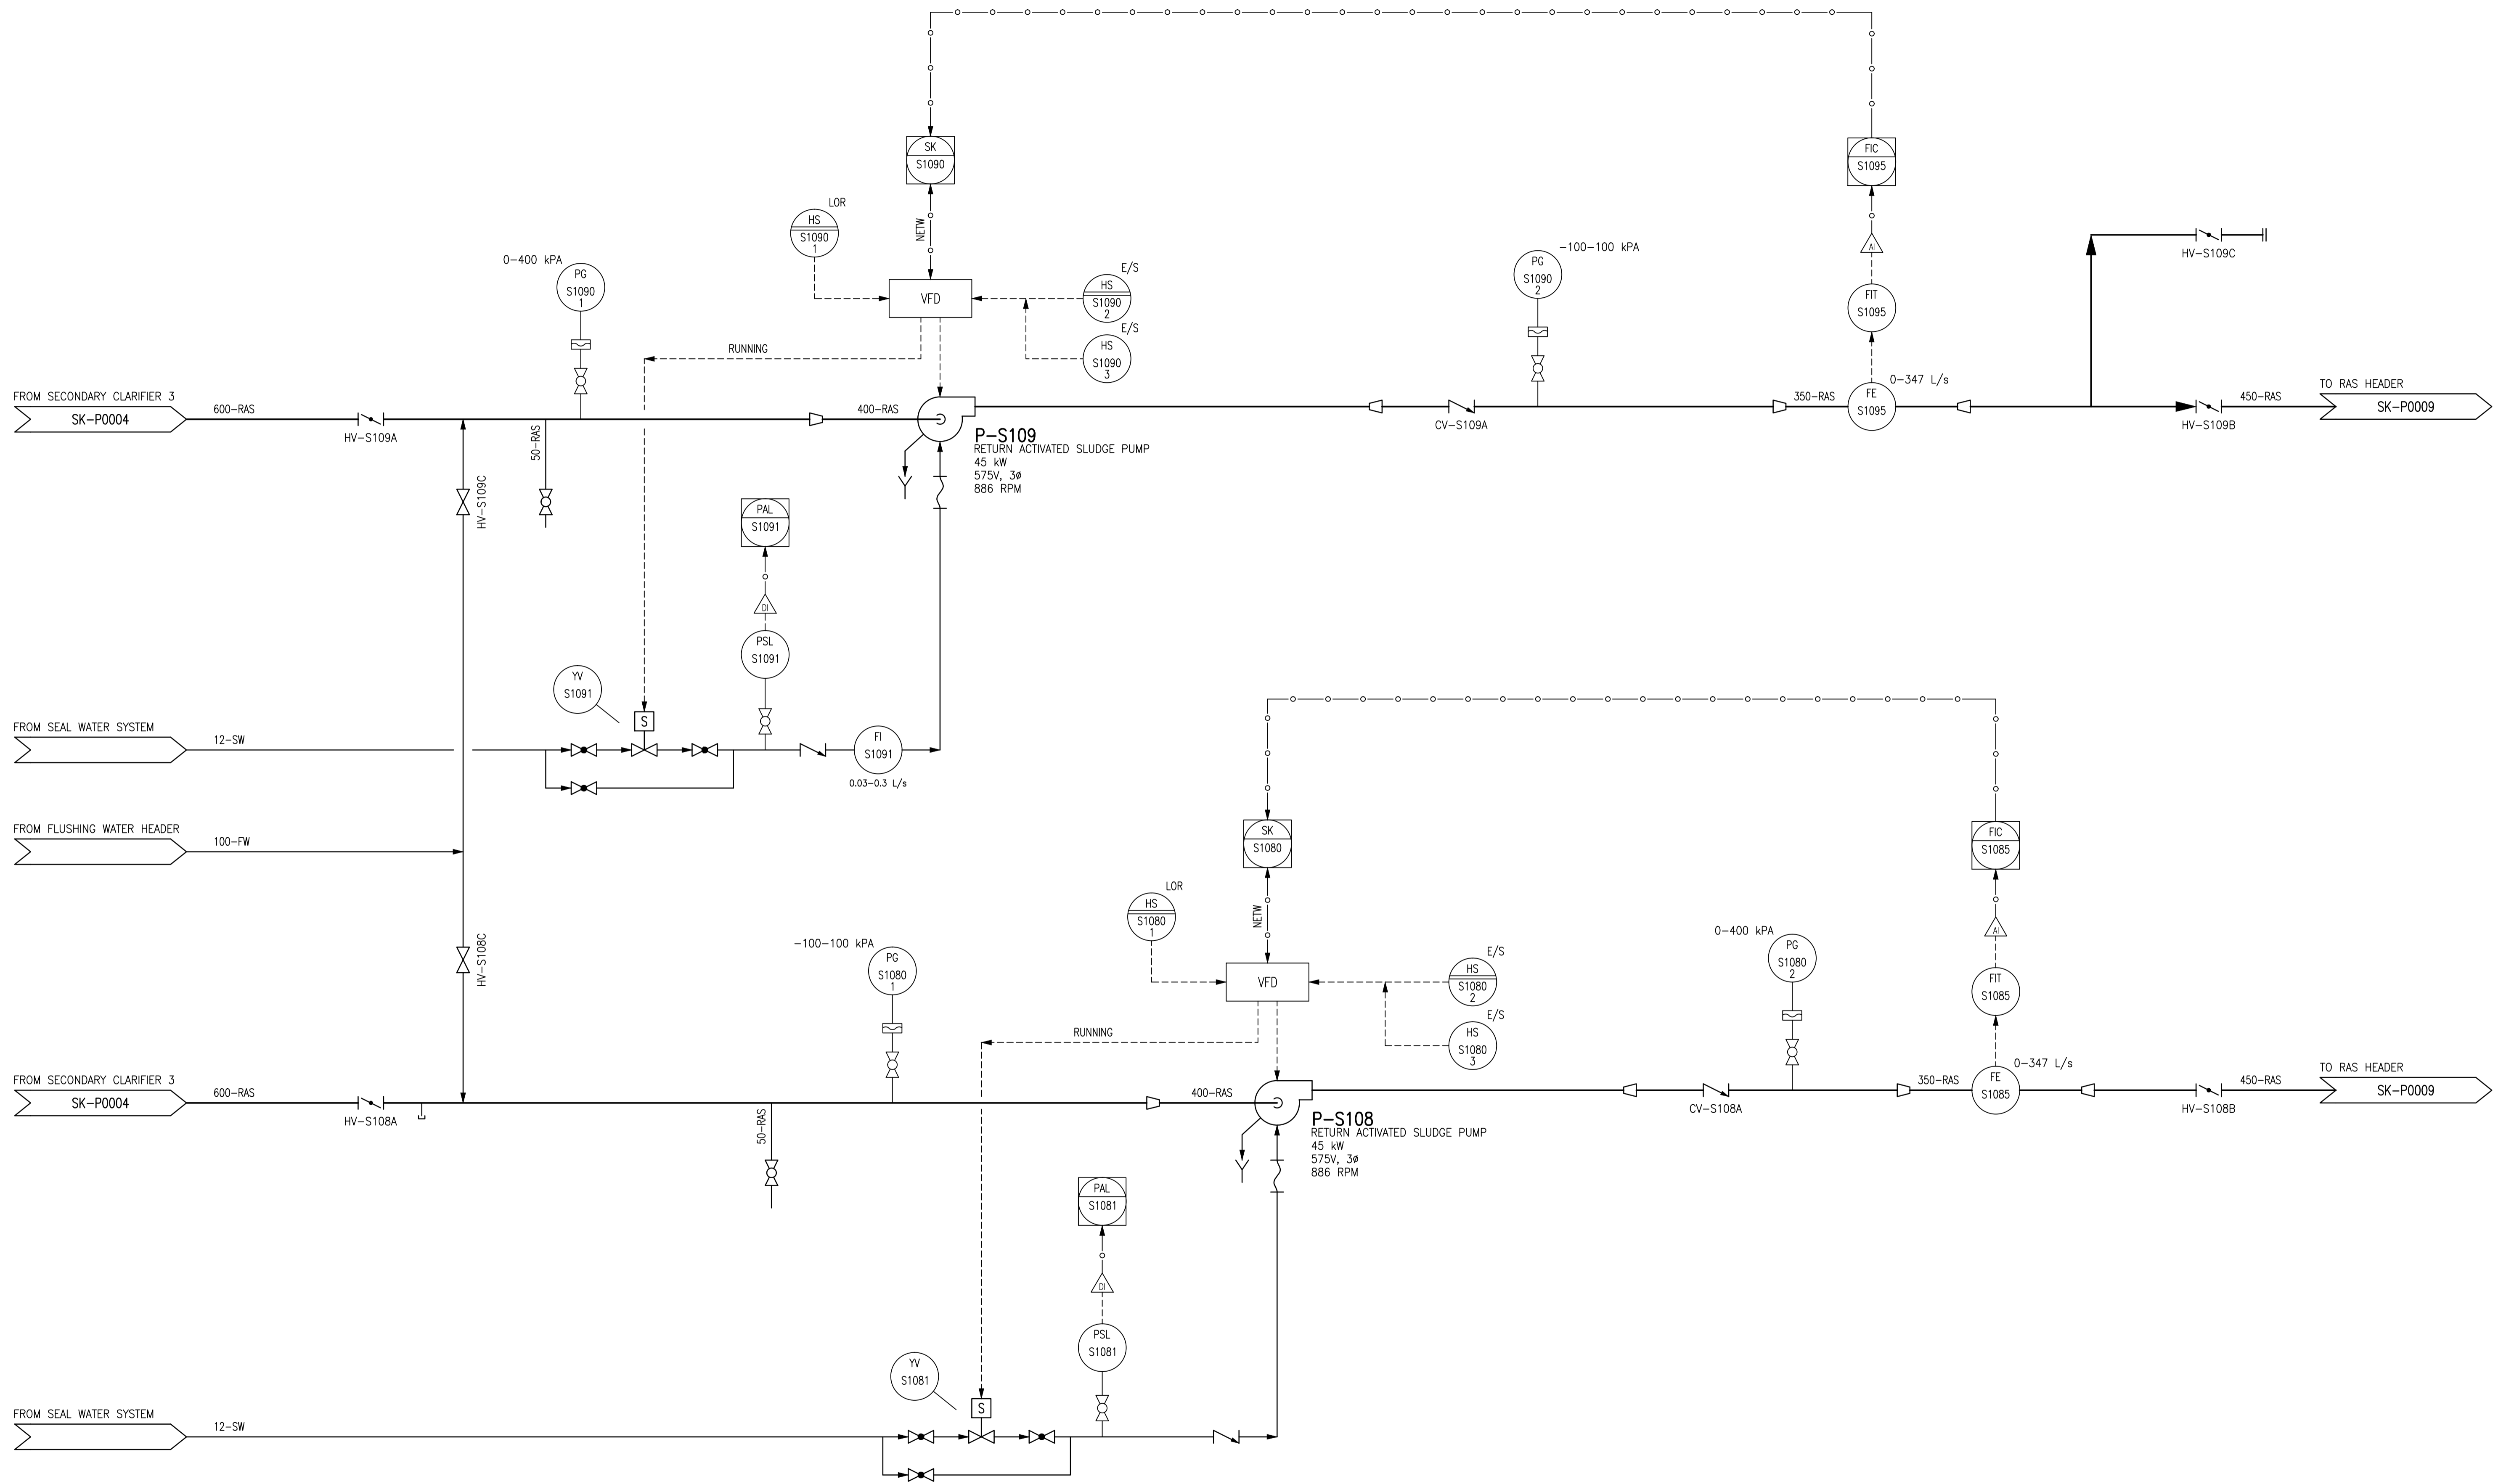 SK
S1090
FIC
S1095
LOR
HS
S1090
1
NETW
AI
HV-S109C
0-400 kPA
PG
S1090
1
VFD
E/S
HS
S1090
2
E/S
HS
S1090
3
-100-100 kPA
PG
S1090
2
FIT
S1095
RUNNING
FROM SECONDARY CLARIFIER 3
SK-P0004
600-RAS
HV-S109A
50-RAS
400-RAS
P-S109
RETURN ACTIVATED SLUDGE PUMP
45 kW
575V, 3ø
886 RPM
CV-S109A
350-RAS
0-347 L/s
FE
S1095
HV-S109B
450-RAS
TO RAS HEADER
SK-P0009
HV-S109C
PAL
S1091
DI
PSL
S1091
YV
S1091
S
FROM SEAL WATER SYSTEM
12-SW
FI
S1091
0.03-0.3 L/s
FROM FLUSHING WATER HEADER
100-FW
SK
S1080
FIC
S1085
LOR
HS
S1080
1
NETW
AI
HV-S108C
-100-100 kPA
PG
S1080
1
VFD
E/S
HS
S1080
2
E/S
HS
S1080
3
0-400 kPA
PG
S1080
2
FIT
S1085
RUNNING
FROM SECONDARY CLARIFIER 3
SK-P0004
600-RAS
HV-S108A
50-RAS
400-RAS
P-S108
RETURN ACTIVATED SLUDGE PUMP
45 kW
575V, 3ø
886 RPM
CV-S108A
350-RAS
0-347 L/s
FE
S1085
HV-S108B
450-RAS
TO RAS HEADER
SK-P0009
PAL
S1081
DI
PSL
S1081
YV
S1081
S
FROM SEAL WATER SYSTEM
12-SW